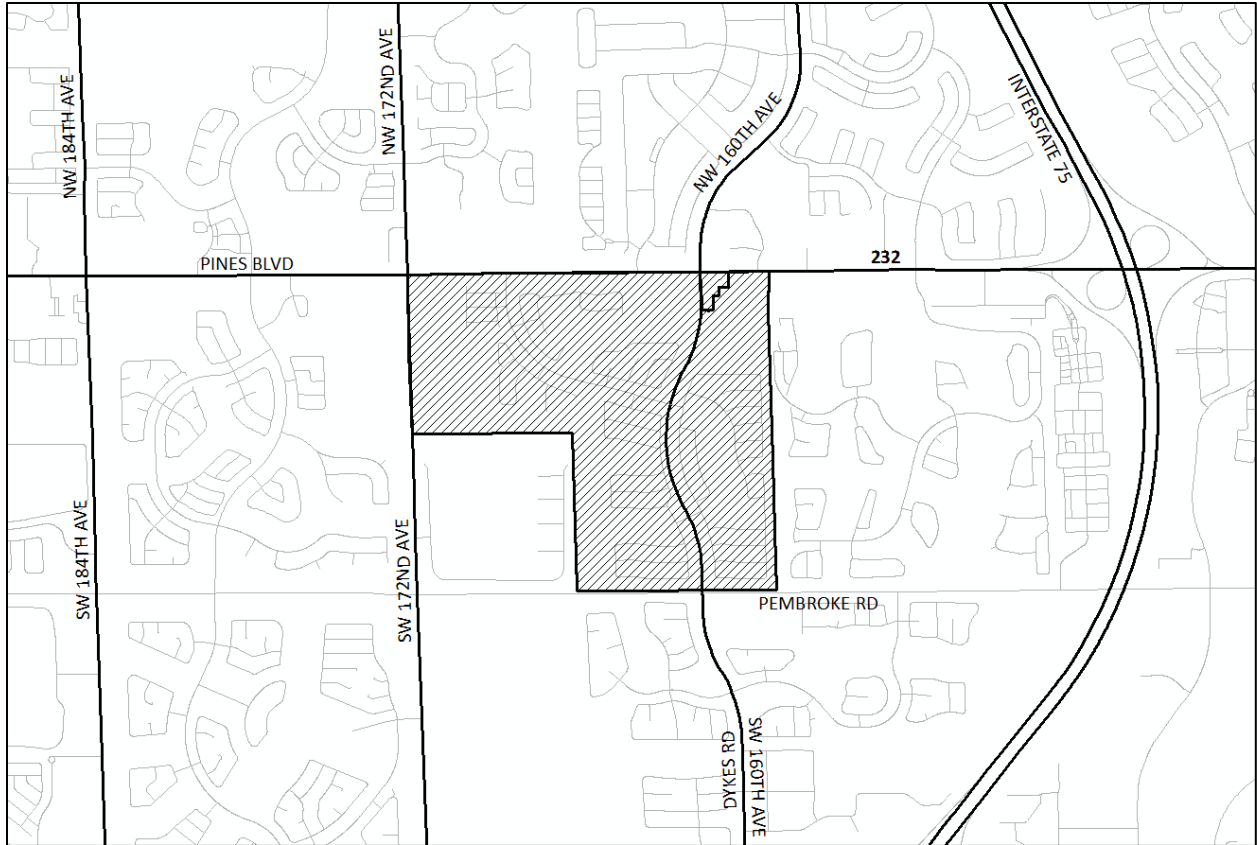 NW 184TH AVE
NW 172ND AVE
NW 160TH AVE
INTERSTATE 75
PINES BLVD
232
SW 184TH AVE
SW 172ND AVE
PEMBROKE RD
DYKES RD
SW 160TH AVE